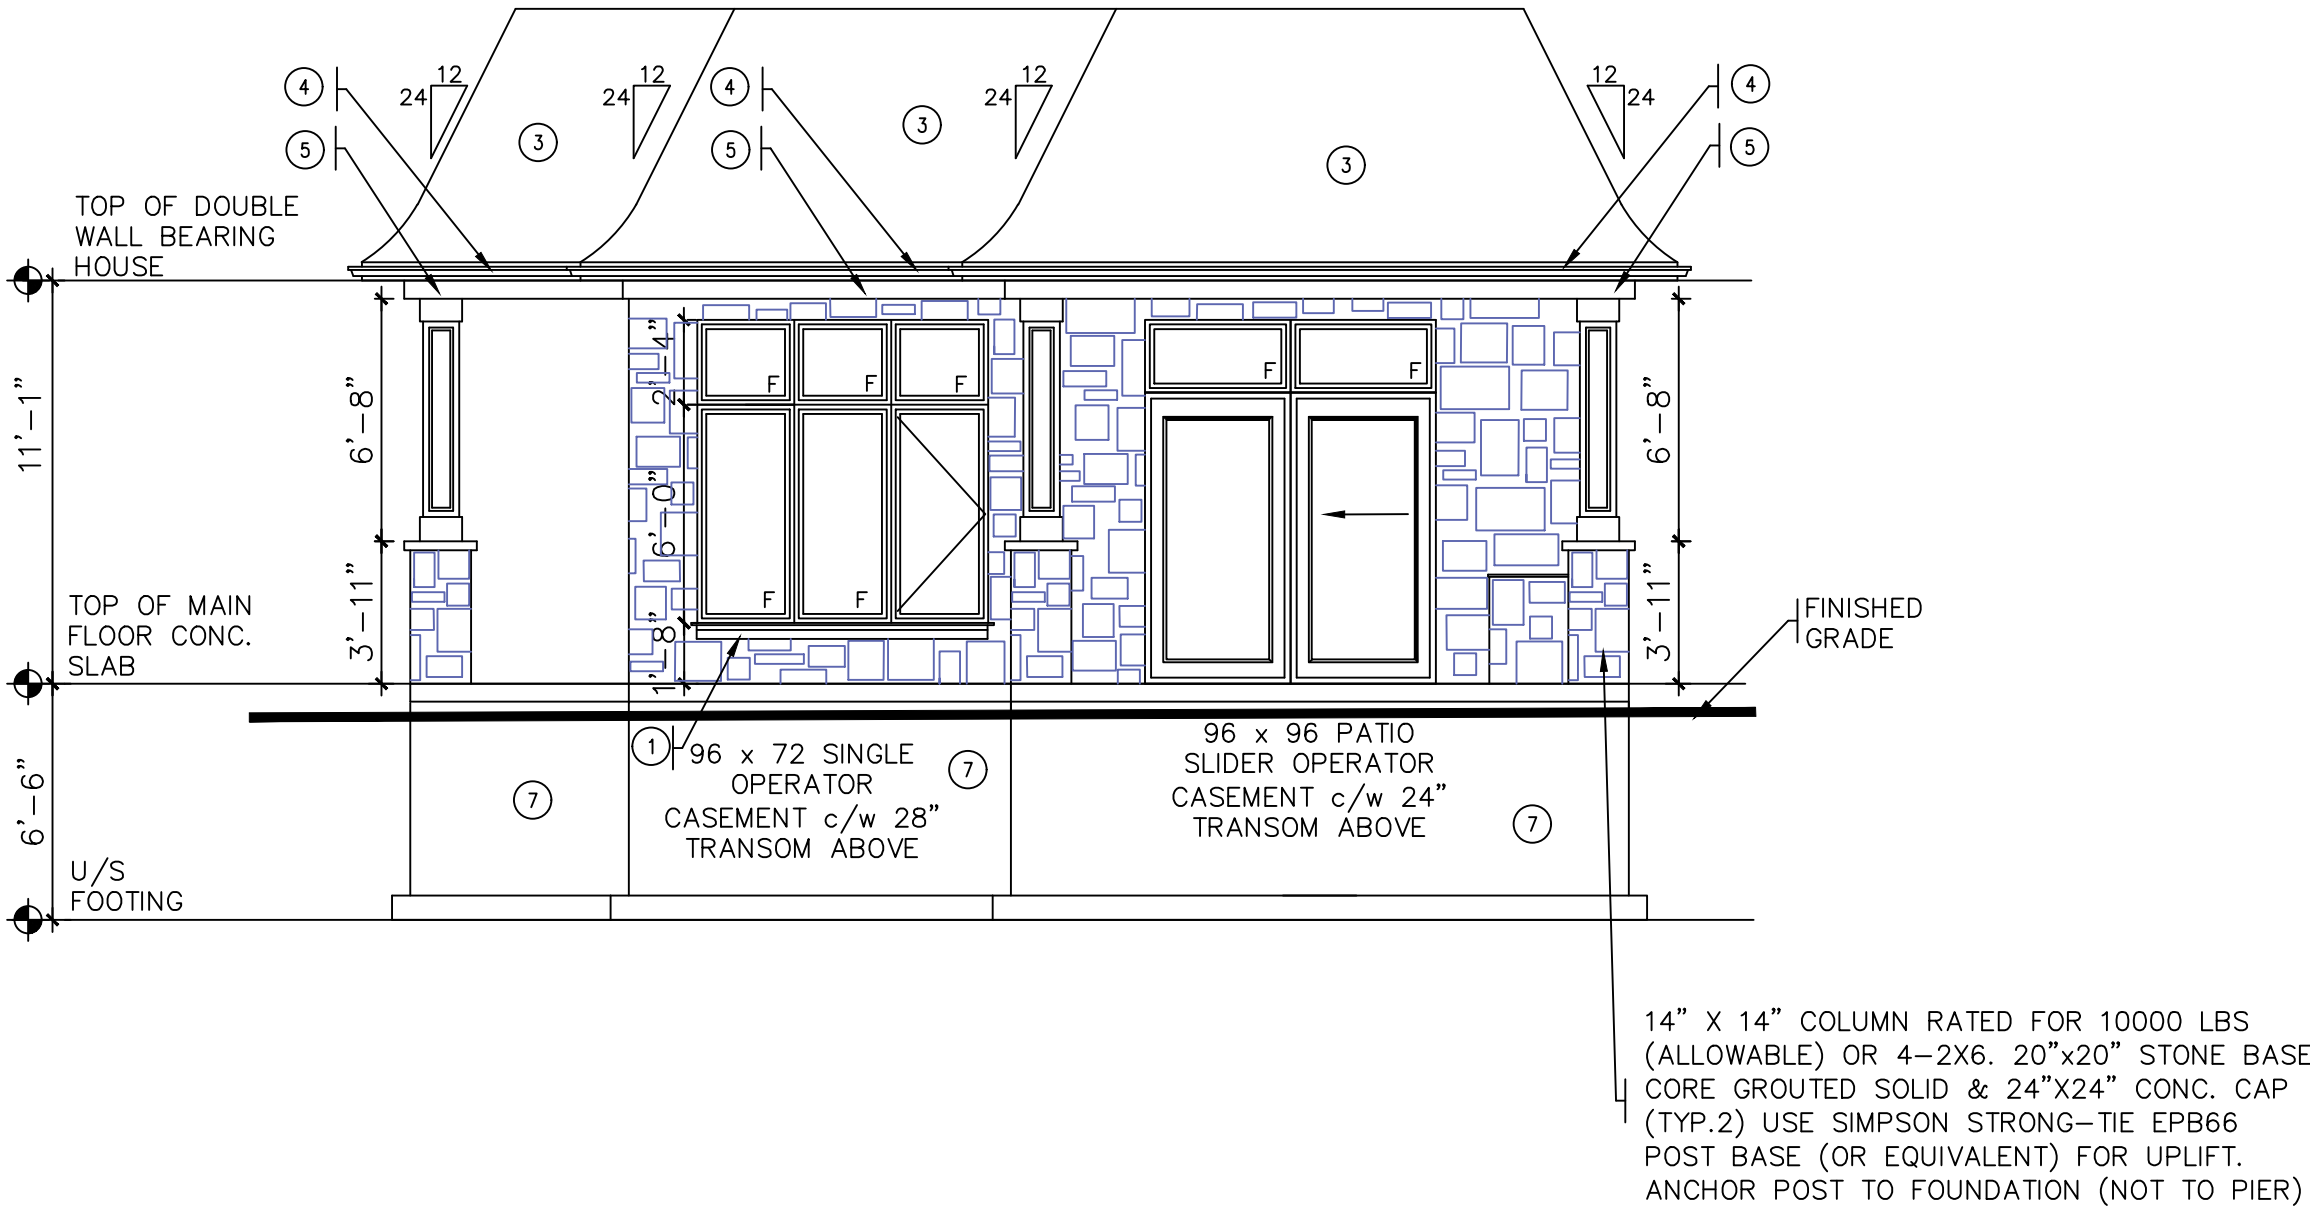 12
24
12
24
12
24
12
24
4
4
4
5
5
5
3
3
3
TOP OF DOUBLE
WALL BEARING
HOUSE
11'-1"
6'-8"
3'-11"
2'-4"
6'-0"
1'-8"
F
F
F
F
F
F
F
6'-8"
3'-11"
TOP OF MAIN
FLOOR CONC.
SLAB
FINISHED
GRADE
6'-6"
U/S
FOOTING
7
1
96 x 72 SINGLE
OPERATOR
CASEMENT c/w 28"
TRANSOM ABOVE
7
96 x 96 PATIO
SLIDER OPERATOR
CASEMENT c/w 24"
TRANSOM ABOVE
7
14" X 14" COLUMN RATED FOR 10000 LBS
(ALLOWABLE) OR 4-2X6. 20"x20" STONE BASE
CORE GROUTED SOLID & 24"X24" CONC. CAP
(TYP.2) USE SIMPSON STRONG-TIE EPB66
POST BASE (OR EQUIVALENT) FOR UPLIFT.
ANCHOR POST TO FOUNDATION (NOT TO PIER)